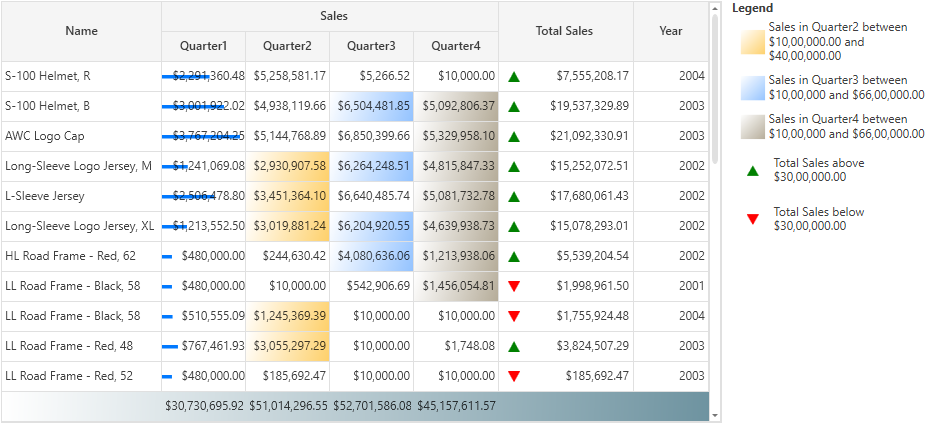 Sales
Name Total Sales Year
Quarter1 Quarter2 Quarter3 Quarter4
S-100 Helmet, R $2,291,360.48 $5,258,581.17 $5,266.52 $10,000.00 $7,555,208.17 2004
S-100 Helmet, B $3,001,922.02 $4,938,119.66 $6,504,481.85 $5,092,806.37 $19,537,329.89 2003
AWC Logo Cap $3,767,204.25 $5,144,768.89 $6,850,399.66 $5,329,958.10 $21,092,330.91 2003
Long-Sleeve Logo Jersey, M $1,241,069.08 $2,930,907.58 $6,264,248.51 $4,815,847.33 $15,252,072.51 2002
L-Sleeve Jersey $2,506,478.80 $3,451,364.10 $6,640,485.74 $5,081,732.78 $17,680,061.43 2002
Long-Sleeve Logo Jersey, XL $1,213,552.50 $3,019,881.24 $6,204,920.55 $4,639,938.73 $15,078,293.01 2002
HL Road Frame - Red, 62 $480,000.00 $244,630.42 $4,080,636.06 $1,213,938.06 $5,539,204.54 2002
LL Road Frame - Black, 58 $480,000.00 $10,000.00 $542,906.69 $1,456,054.81 $1,998,961.50 2001
LL Road Frame - Black, 58 $510,555.09 $1,245,369.39 $10,000.00 $10,000.00 $1,755,924.48 2004
LL Road Frame - Red, 48 $767,461.93 $3,055,297.29 $10,000.00 $1,748.08 $3,824,507.29 2003
LL Road Frame - Red, 52 $480,000.00 $185,692.47 $10,000.00 $10,000.00 $185,692.47 2003
$30,730,695.92 $51,014,296.55 $52,701,586.08 $45,157,611.57
Legend
Sales in Quarter2 between
$10,00,000.00 and
$40,00,000.00
Sales in Quarter3 between
$10,00,000 and $66,00,000.00
Sales in Quarter4 between
$10,00,000 and $66,00,000.00
Total Sales above
$30,00,000.00
Total Sales below
$30,00,000.00